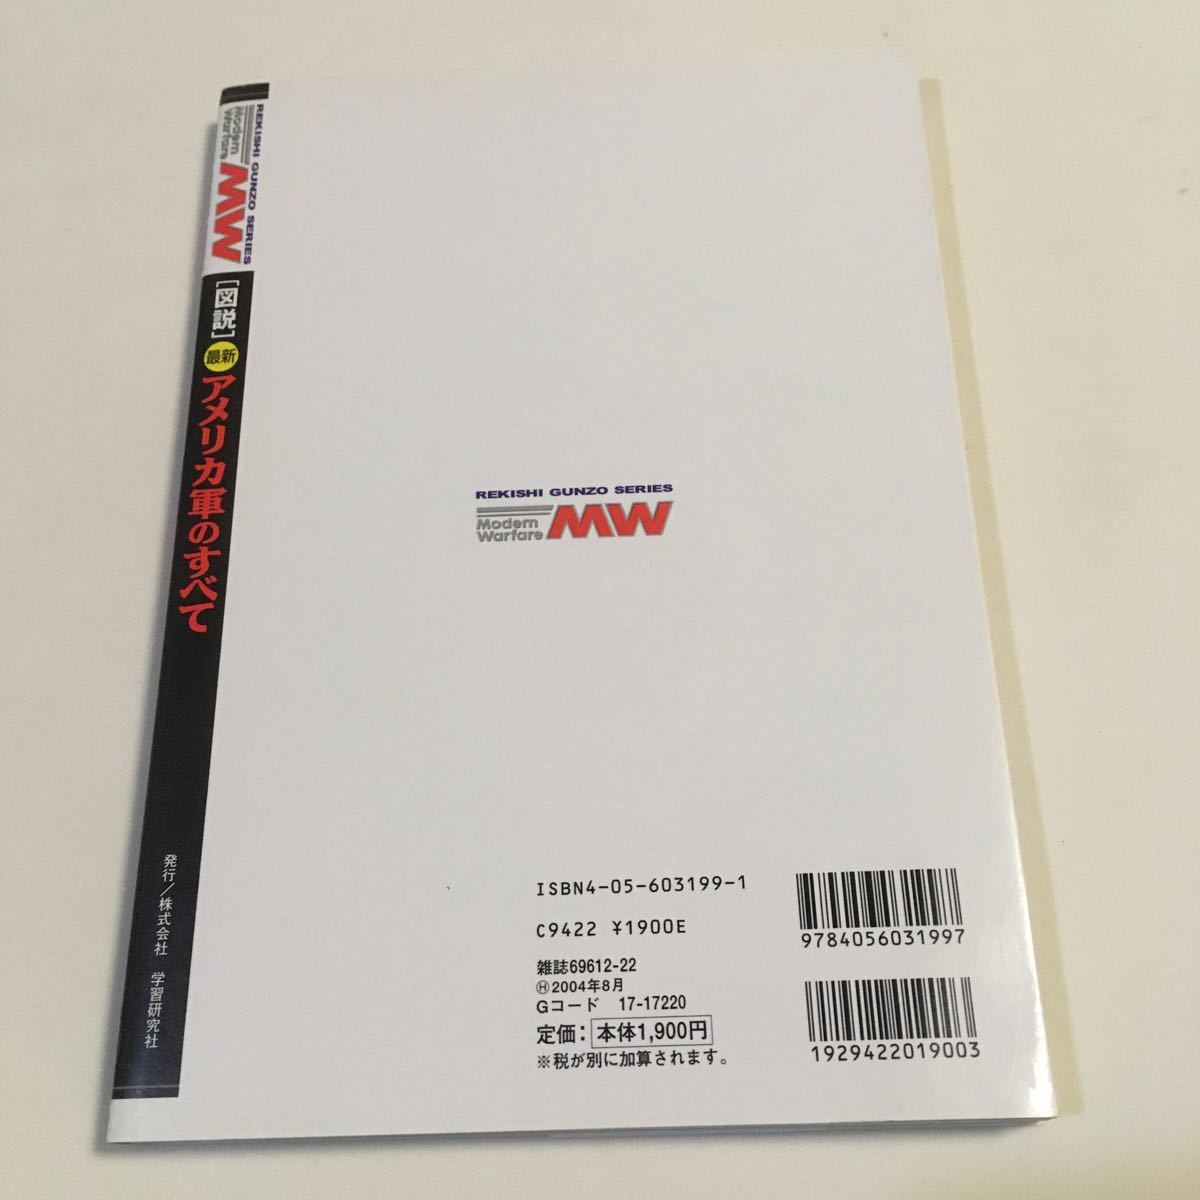 REKISHI GUNZO SERIES
Modern
Warfare
MW
[図説]
最新
アメリカ軍のすべて
発行/株式会社 学習研究社
REKISHI GUNZO SERIES
Modern
Warfare
MW
ISBN4-05-603199-1
C9422 ¥1900E
雑誌69612-22
Ⓗ2004年8月
Gコード 17-17220
定価:本体1,900円
※税が別に加算されます。
9784056031997
1929422019003